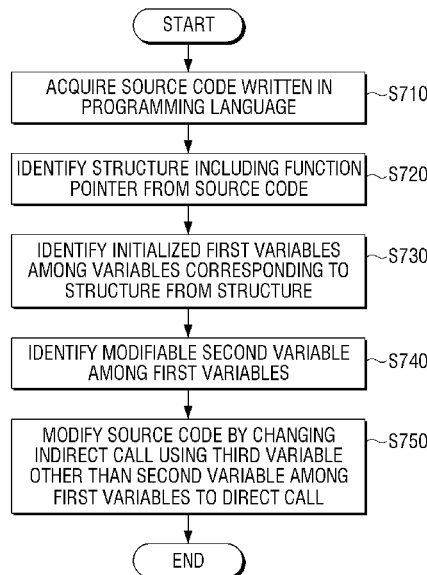 START
ACQUIRE SOURCE CODE WRITTEN IN
PROGRAMMING LANGUAGE
S710
IDENTIFY STRUCTURE INCLUDING FUNCTION
POINTER FROM SOURCE CODE
S720
IDENTIFY INITIALIZED FIRST VARIABLES
AMONG VARIABLES CORRESPONDING TO
STRUCTURE FROM STRUCTURE
S730
IDENTIFY MODIFIABLE SECOND VARIABLE
AMONG FIRST VARIABLES
S740
MODIFY SOURCE CODE BY CHANGING
INDIRECT CALL USING THIRD VARIABLE
OTHER THAN SECOND VARIABLE AMONG
FIRST VARIABLES TO DIRECT CALL
S750
END